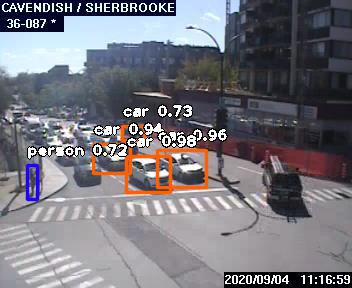 CAVENDISH / SHERBROOKE
36-087 *
car 0.73
car 0.94
car 0.96
car 0.98
person 0.72
2020/09/04 11:16:59